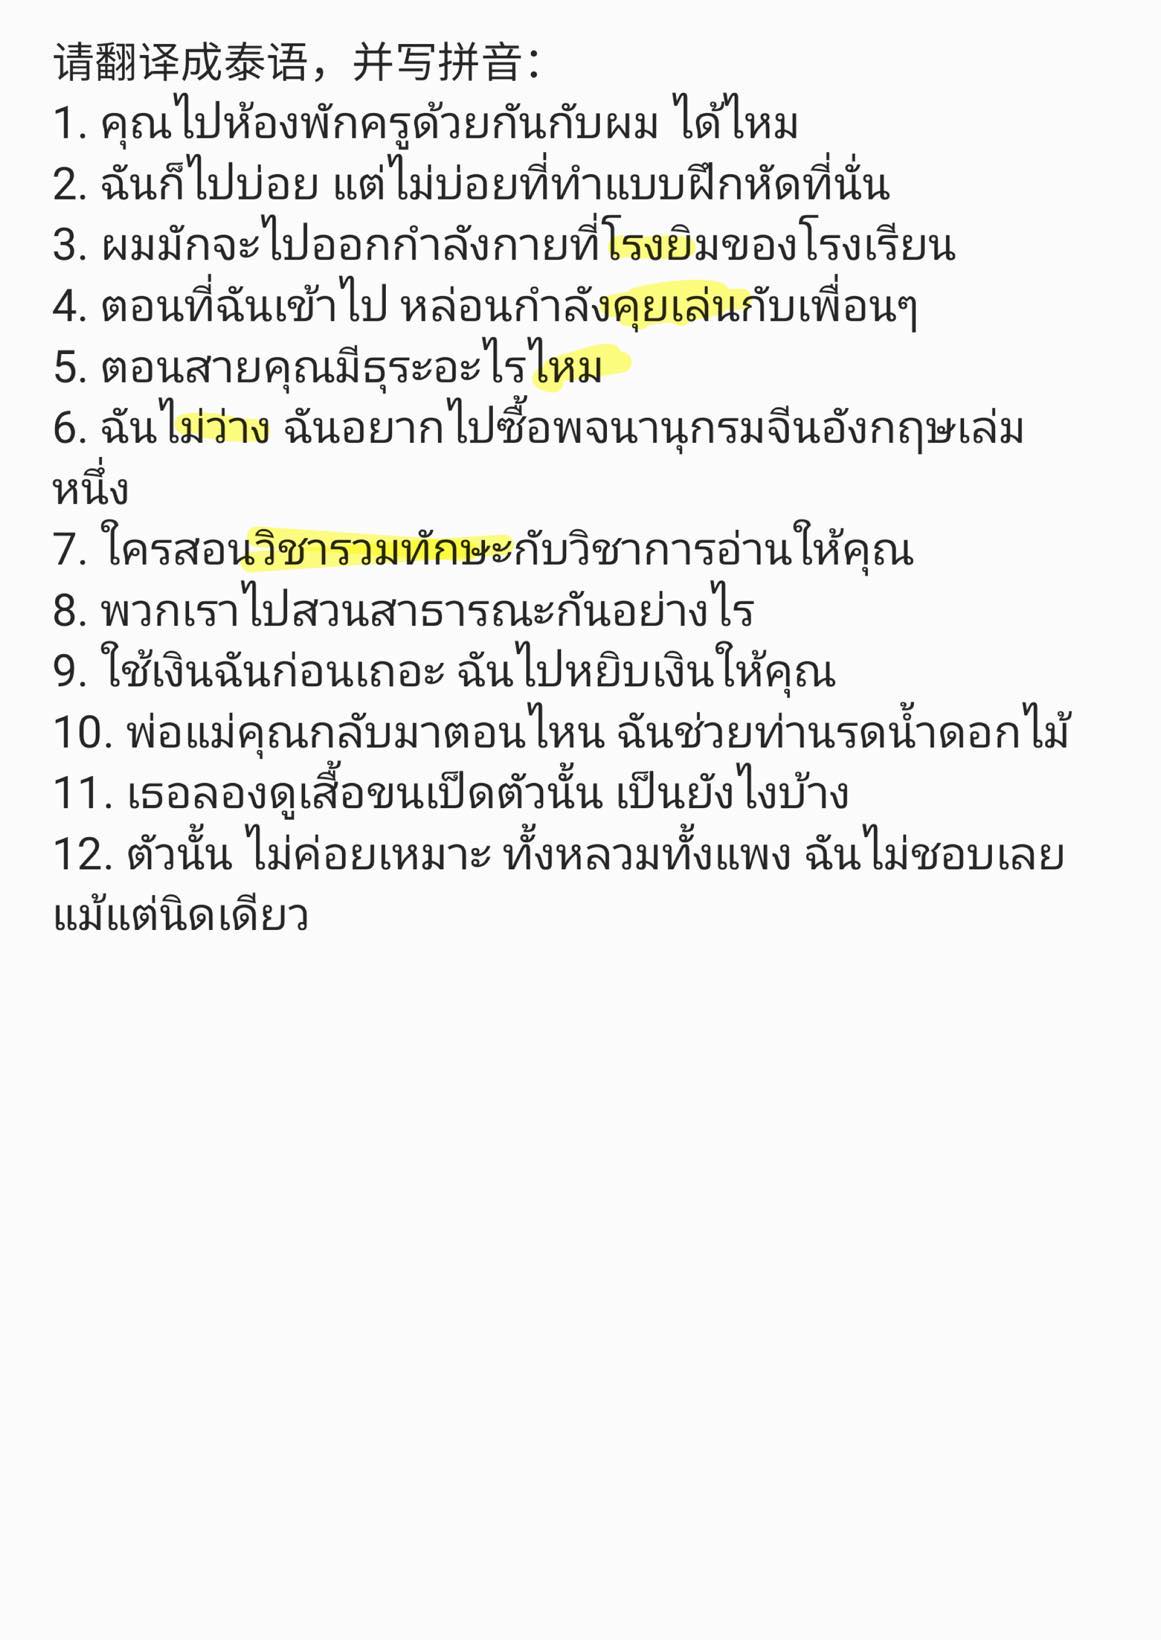 请翻译成泰语，并写拼音：
1. คุณไปห้องพักครูด้วยกันกับผม ได้ไหม
2. ฉันก็ไปบ่อย แต่ไม่บ่อยที่ทำแบบฝึกหัดที่นั่น
3. ผมมักจะไปออกกำลังกายที่โรงยิมของโรงเรียน
4. ตอนที่ฉันเข้าไป หล่อนกำลังคุยเล่นกับเพื่อนๆ
5. ตอนสายคุณมีธุระอะไรไหม
6. ฉันไม่ว่าง ฉันอยากไปซื้อพจนานุกรมจีนอังกฤษเล่ม
หนึ่ง
7. ใครสอนวิชารวมทักษะกับวิชาการอ่านให้คุณ
8. พวกเราไปสวนสาธารณะกันอย่างไร
9. ใช้เงินฉันก่อนเถอะ ฉันไปหยิบเงินให้คุณ
10. พ่อแม่คุณกลับมาตอนไหน ฉันช่วยท่านรดน้ำดอกไม้
11. เธอลองดูเสื้อขนเป็ดตัวนั้น เป็นยังไงบ้าง
12. ตัวนั้น ไม่ค่อยเหมาะ ทั้งหลวมทั้งแพง ฉันไม่ชอบเลย
แม้แต่นิดเดียว